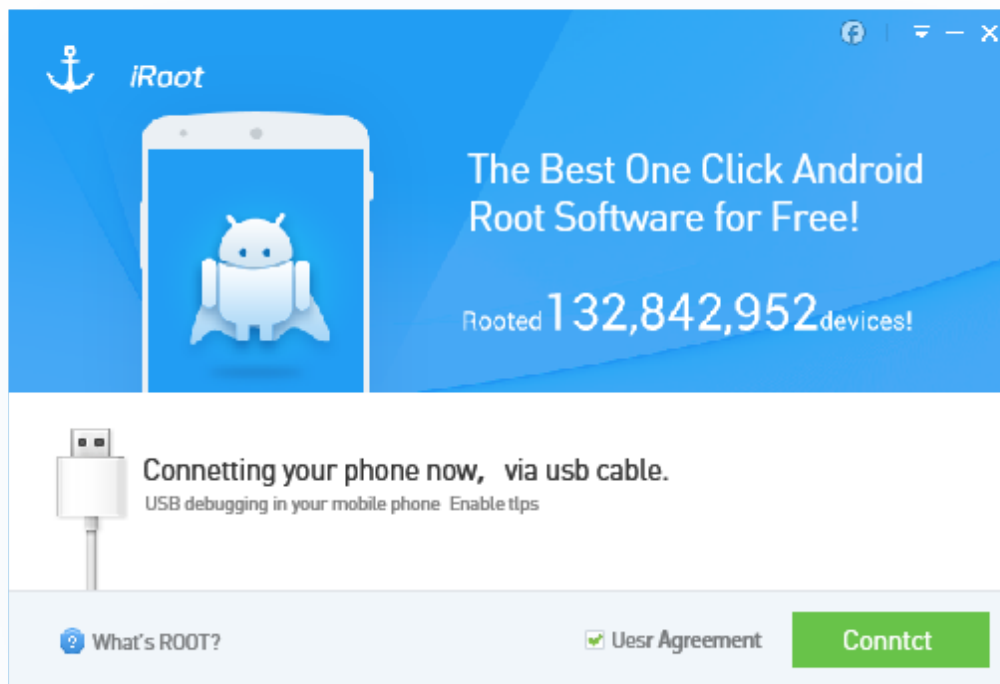 iRoot
The Best One Click Android
Root Software for Free!
Rooted 132,842,952 devices!
Connetting your phone now, via usb cable.
USB debugging in your mobile phone Enable tlps
What's ROOT?
Uesr Agreement
Conntct